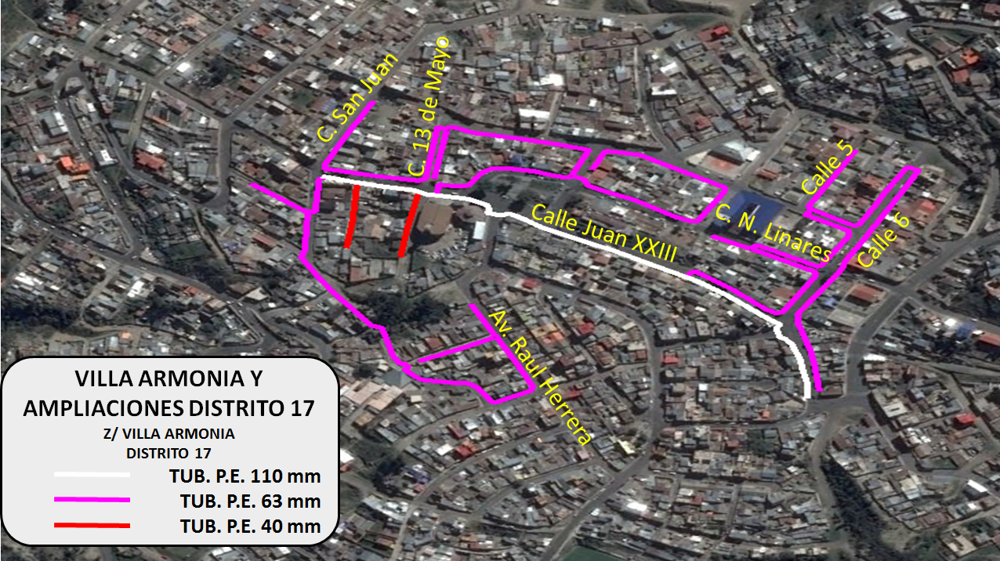 C. San Juan
C. 13 de Mayo
Calle 5
Calle 6
C. N. Linares
Calle Juan XXIII
Av. Raul Herrera
VILLA ARMONIA Y
AMPLIACIONES DISTRITO 17
Z/ VILLA ARMONIA
DISTRITO 17
TUB. P.E. 110 mm
TUB. P.E. 63 mm
TUB. P.E. 40 mm